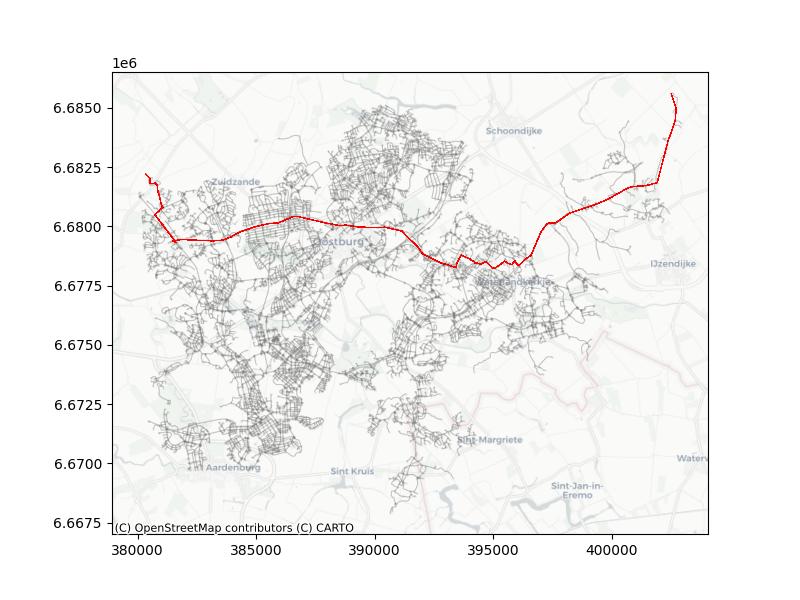 1e6
6.6850
6.6825
6.6800
6.6775
6.6750
6.6725
6.6700
6.6675
Schoondijke
Zuidzande
Oostburg
IJzendijke
Waterlandkerkje
Sint-Margriete
Aardenburg
Sint Kruis
Waterv
Sint-Jan-in-
Eremo
(C) OpenStreetMap contributors (C) CARTO
380000 385000 390000 395000 400000